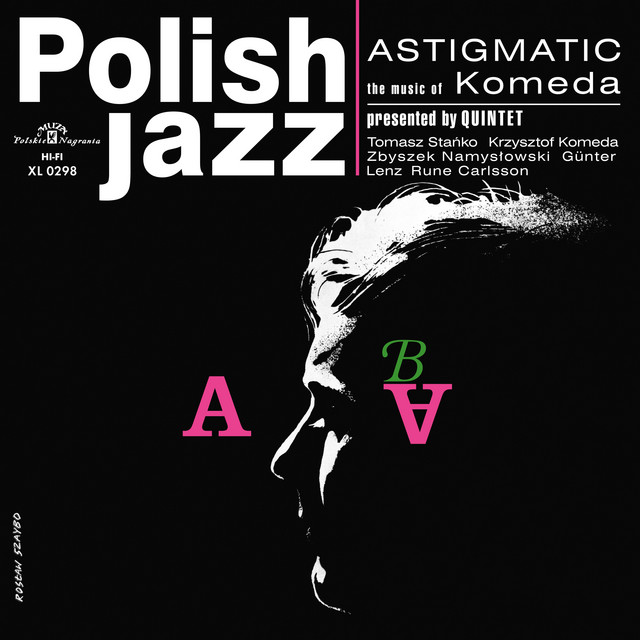 Polish
jazz
MUZA
Polskie Nagrania
HI-FI
XL 0298
ASTIGMATIC
the music of Komeda
presented by QUINTET
Tomasz Stańko Krzysztof Komeda
Zbyszek Namysłowski Günter
Lenz Rune Carlsson
B
A
A
ROSŁAW SZAYBO